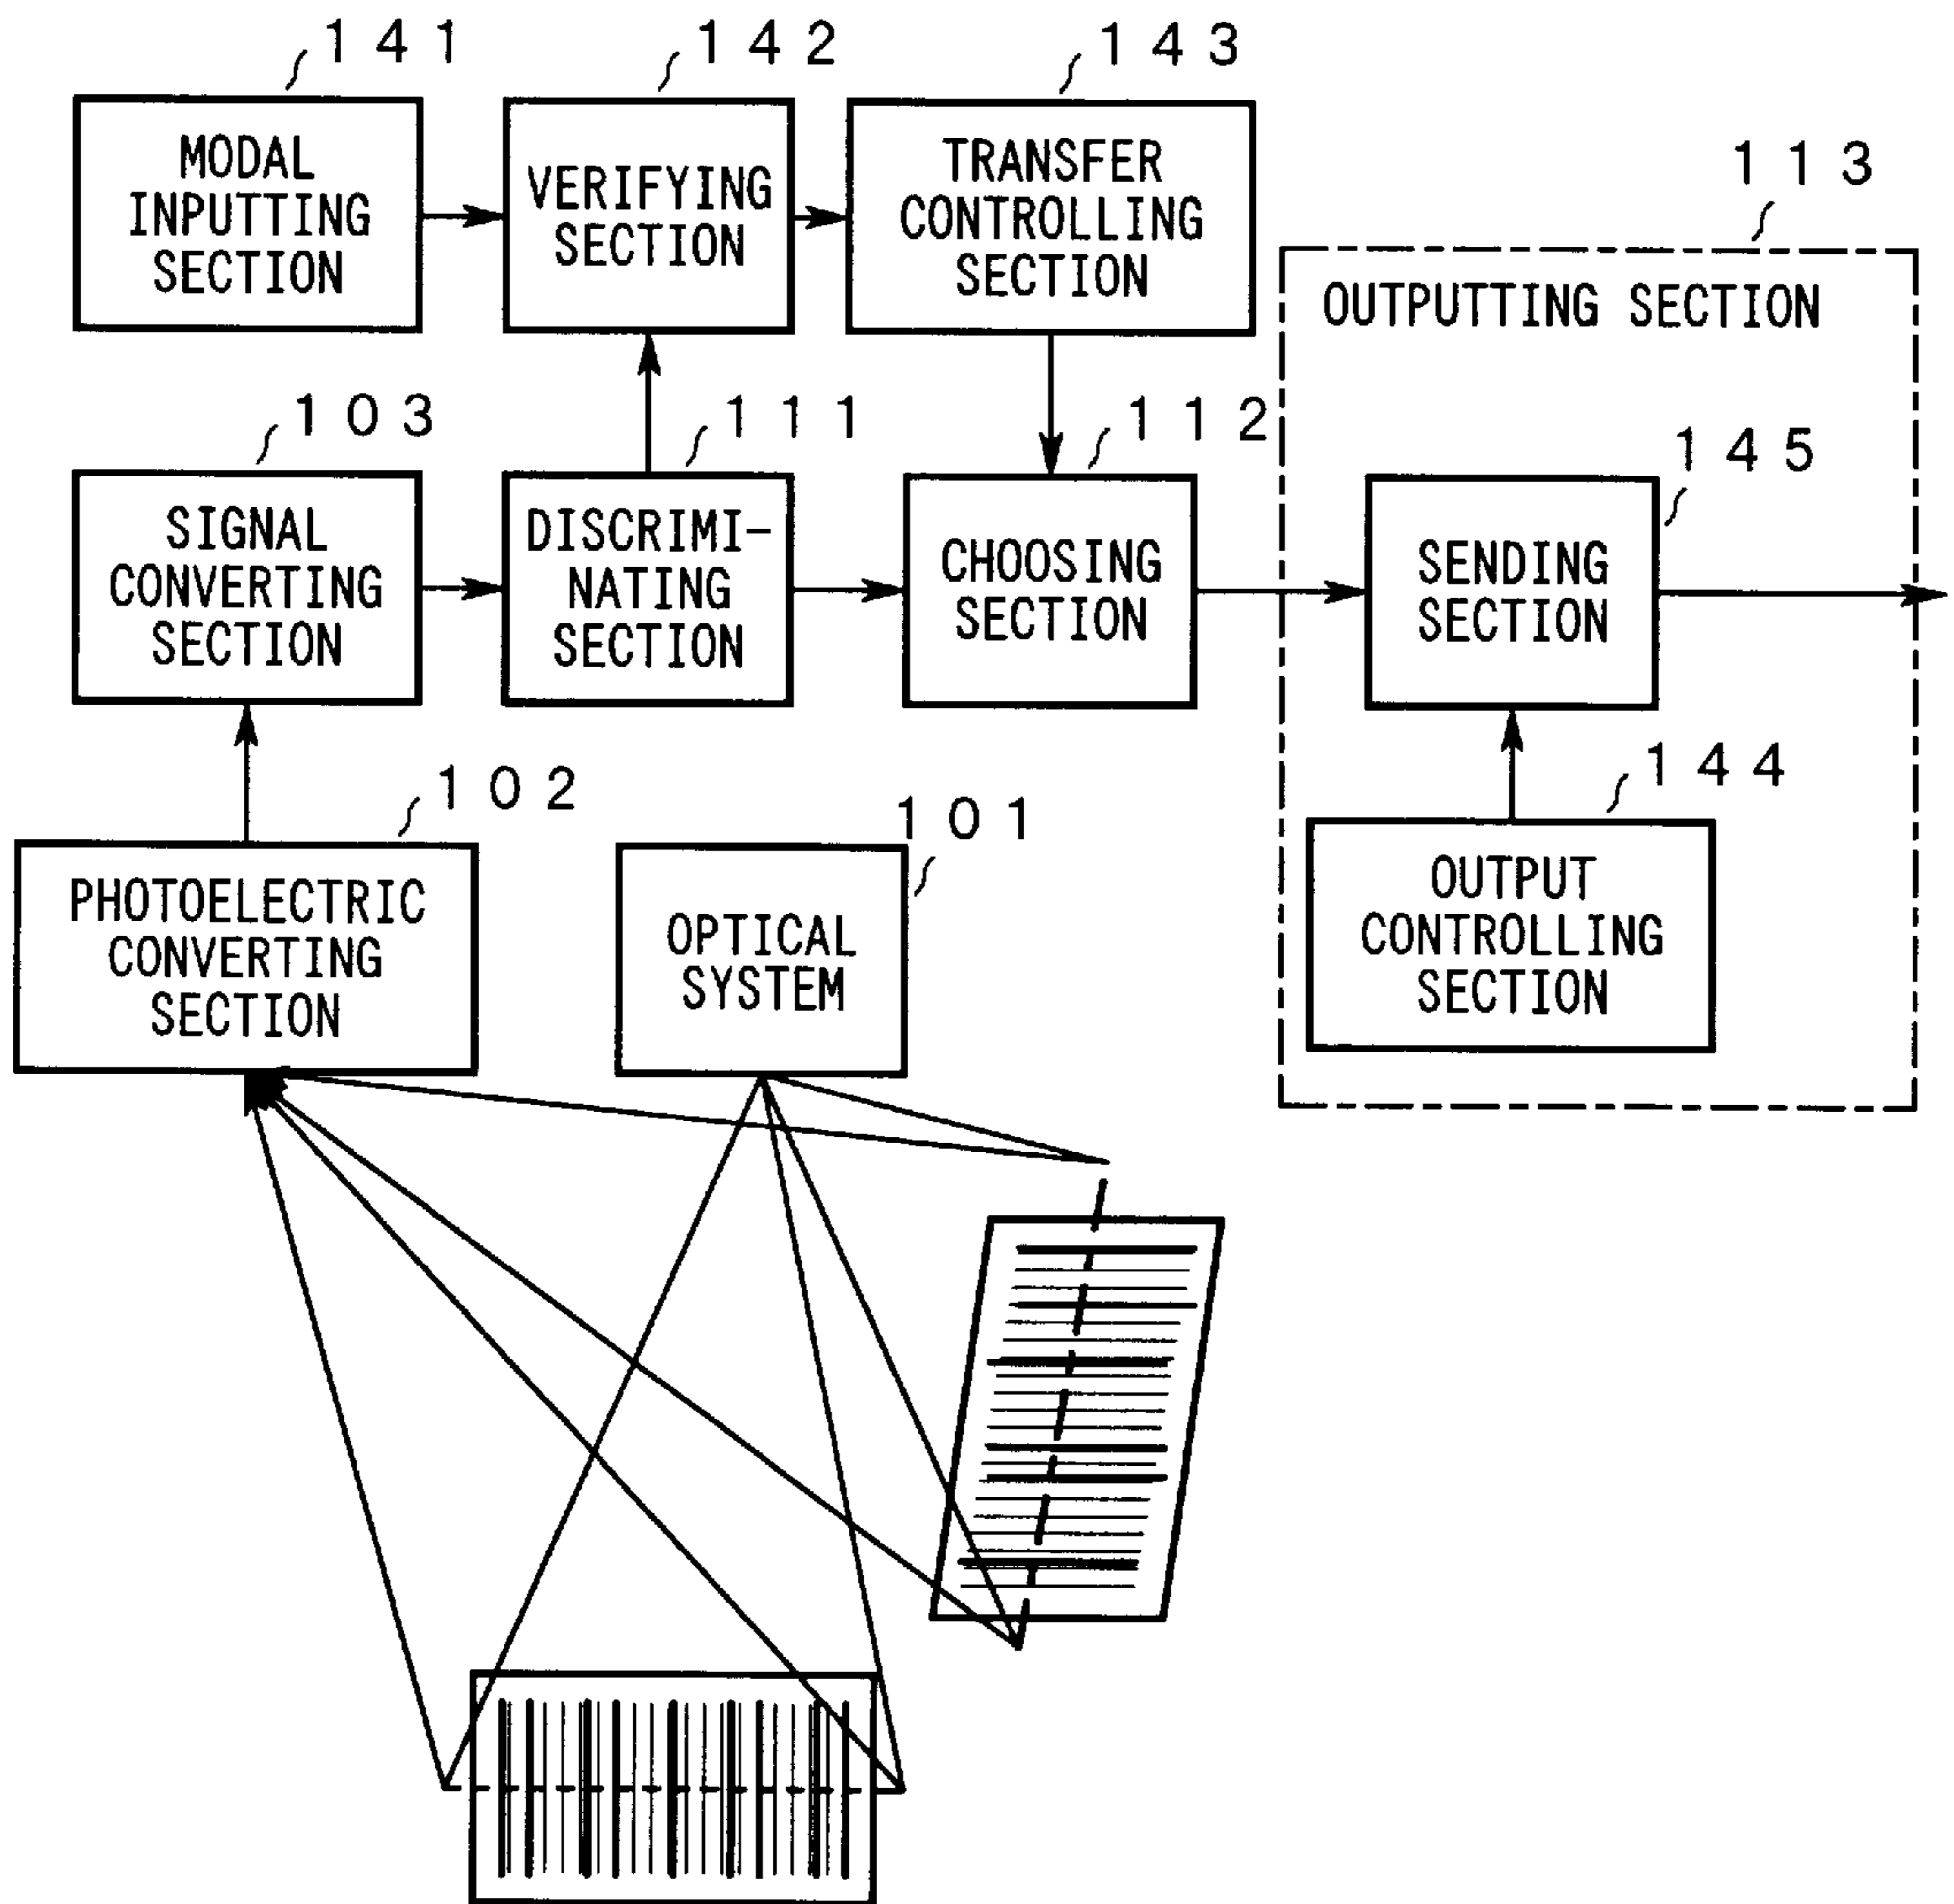 141
142
143
MODAL
INPUTTING
SECTION
VERIFYING
SECTION
TRANSFER
CONTROLLING
SECTION
113
OUTPUTTING SECTION
103
111
112
145
SIGNAL
CONVERTING
SECTION
DISCRIMI-
NATING
SECTION
CHOOSING
SECTION
SENDING
SECTION
102
101
144
PHOTOELECTRIC
CONVERTING
SECTION
OPTICAL
SYSTEM
OUTPUT
CONTROLLING
SECTION